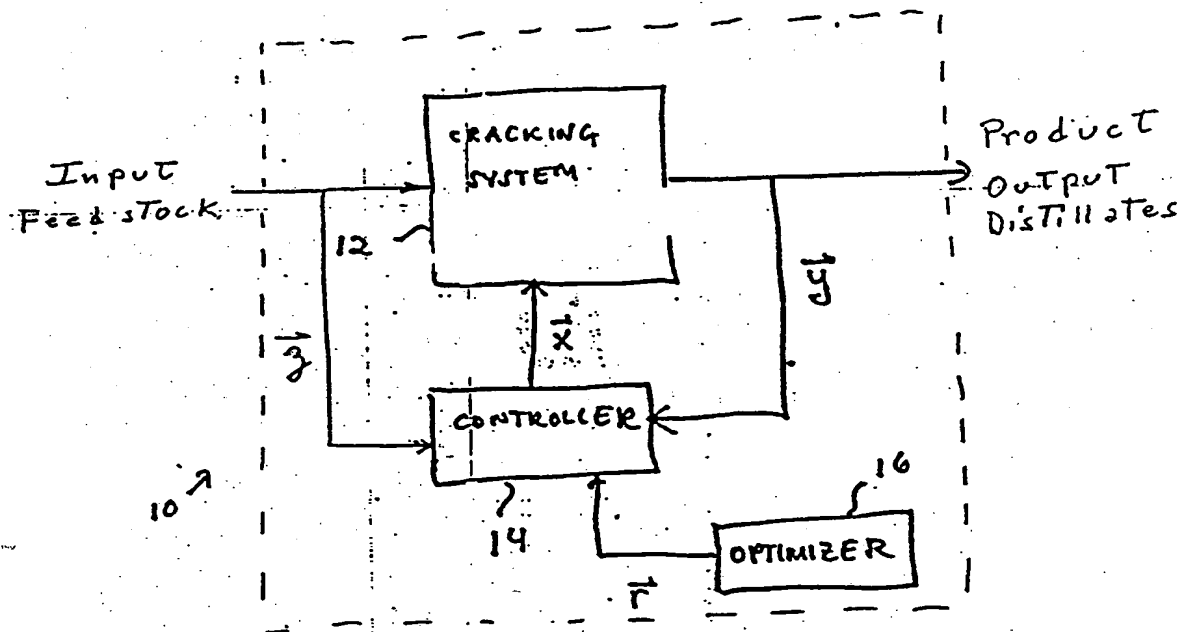 CRACKING
SYSTEM
Input
Feed stock
Product
Output
Distillates
12
y
x
z
CONTROLLER
10
14
16
OPTIMIZER
r